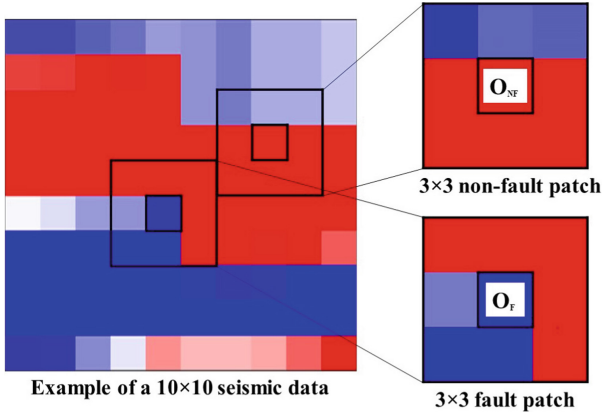 O_NF
3×3 non-fault patch
O_F
Example of a 10×10 seismic data
3×3 fault patch